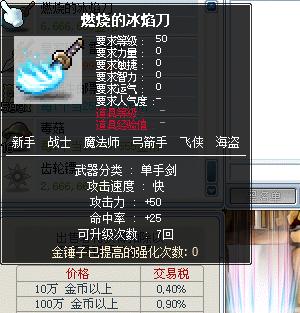 燃烧的冰焰刀
燃烧的冰焰刀
要求等级： 50
要求力量： 0
要求敏捷： -
要求智力： 0
要求运气： 0
要求人气度： -
道具等级： -
道具经验值 -
新手 战士 魔法师 弓箭手 飞侠 海盗
武器分类 : 单手剑
攻击速度 : 快
攻击力 : +50
命中率 : +25
可升级次数 : 7回
金锤子已提高的强化次数: 0
价格 交易税
10万 金币以上 0.40%
100万 金币以上 0.90%